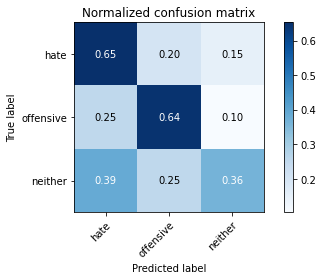 Normalized confusion matrix
hate 0.65 0.20 0.15
offensive 0.25 0.64 0.10
neither 0.39 0.25 0.36
hate offensive neither
True label
Predicted label
0.6
0.5
0.4
0.3
0.2